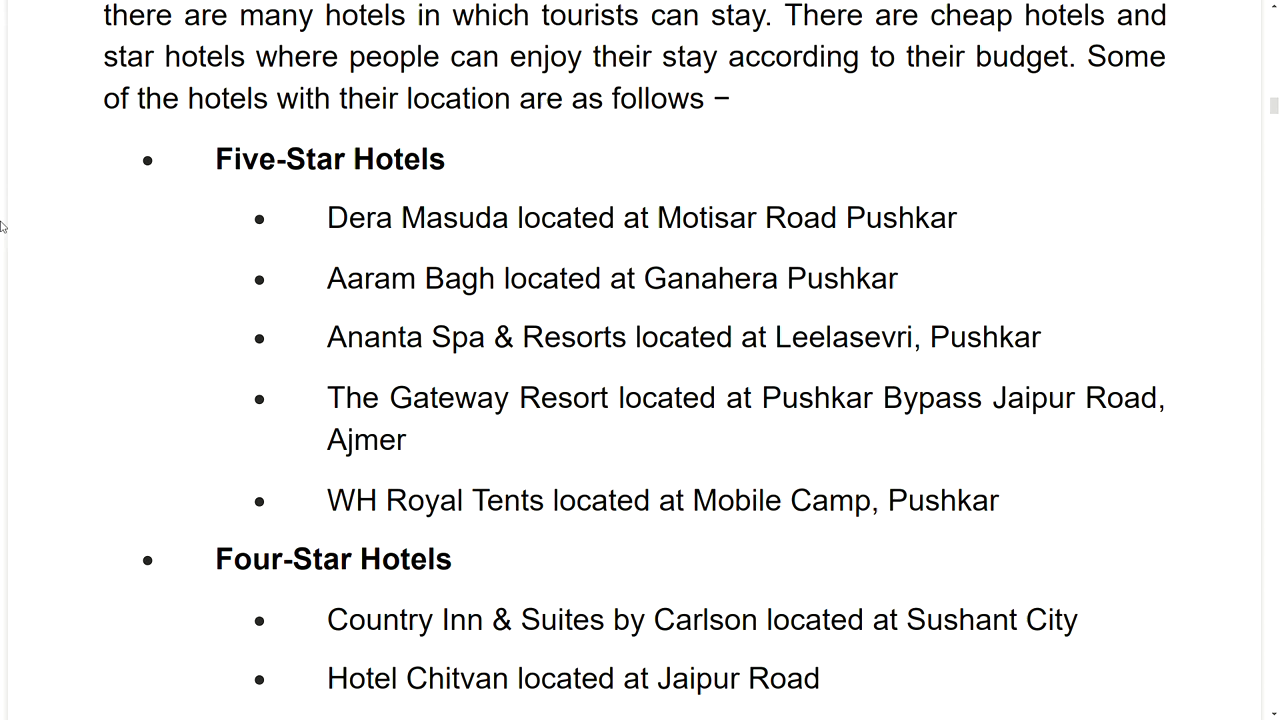 there are many hotels in which tourists can stay. There are cheap hotels and
star hotels where people can enjoy their stay according to their budget. Some
of the hotels with their location are as follows −
• Five-Star Hotels
• Dera Masuda located at Motisar Road Pushkar
• Aaram Bagh located at Ganahera Pushkar
• Ananta Spa & Resorts located at Leelasevri, Pushkar
• The Gateway Resort located at Pushkar Bypass Jaipur Road,
Ajmer
• WH Royal Tents located at Mobile Camp, Pushkar
• Four-Star Hotels
• Country Inn & Suites by Carlson located at Sushant City
• Hotel Chitvan located at Jaipur Road